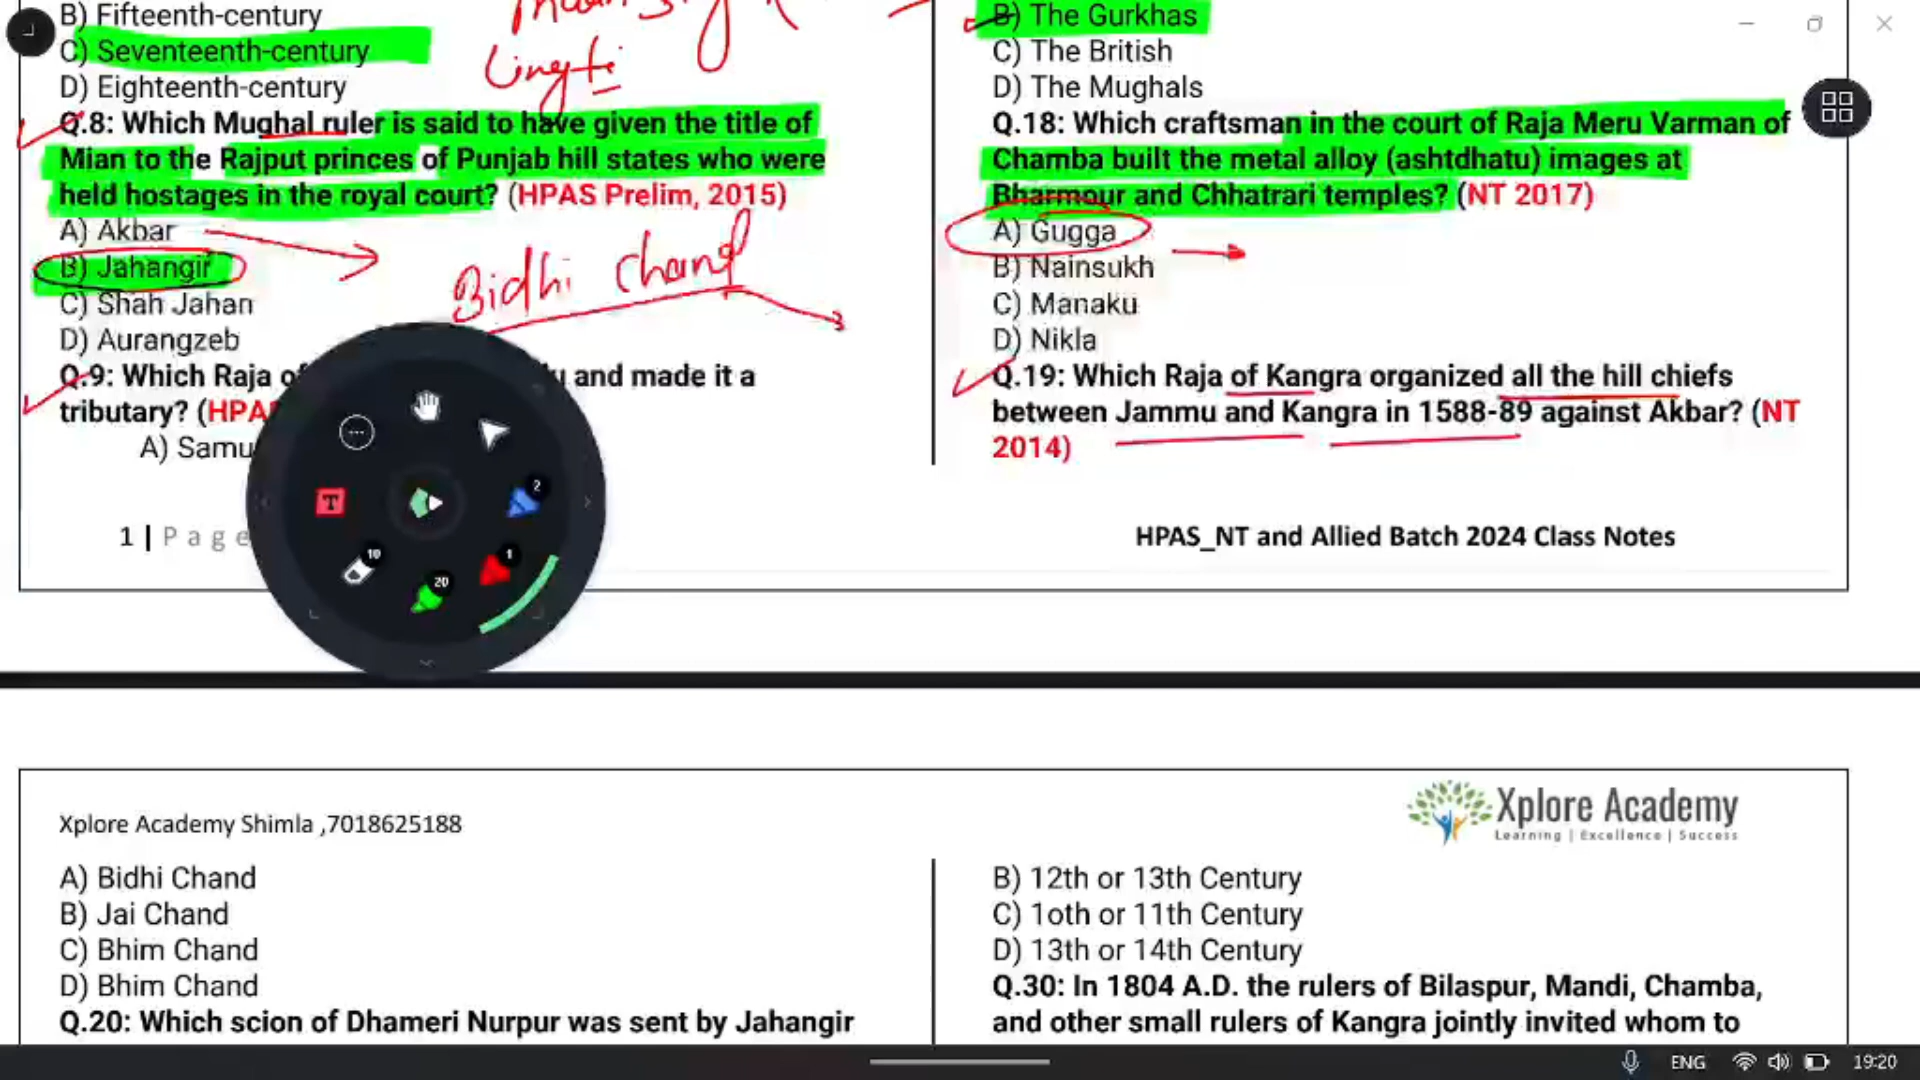 B) Fifteenth-century
C) Seventeenth-century
D) Eighteenth-century
Q.8: Which Mughal ruler is said to have given the title of
Mian to the Rajput princes of Punjab hill states who were
held hostages in the royal court? (HPAS Prelim, 2015)
A) Akbar
B) Jahangir
C) Shah Jahan
D) Aurangzeb
Bidhi Chand
Q.9: Which Raja of and made it a
tributary? (HPA
A) Samu
1 | Page
B) The Gurkhas
C) The British
D) The Mughals
Q.18: Which craftsman in the court of Raja Meru Varman of
Chamba built the metal alloy (ashtdhatu) images at
Bharmour and Chhatrari temples? (NT 2017)
A) Gugga
B) Nainsukh
C) Manaku
D) Nikla
Q.19: Which Raja of Kangra organized all the hill chiefs
between Jammu and Kangra in 1588-89 against Akbar? (NT
2014)
HPAS_NT and Allied Batch 2024 Class Notes
T
2
10
1
20
Xplore Academy Shimla ,7018625188
Xplore Academy
Learning | Excellence | Success
A) Bidhi Chand
B) Jai Chand
C) Bhim Chand
D) Bhim Chand
Q.20: Which scion of Dhameri Nurpur was sent by Jahangir
B) 12th or 13th Century
C) 1oth or 11th Century
D) 13th or 14th Century
Q.30: In 1804 A.D. the rulers of Bilaspur, Mandi, Chamba,
and other small rulers of Kangra jointly invited whom to
ENG
19:20